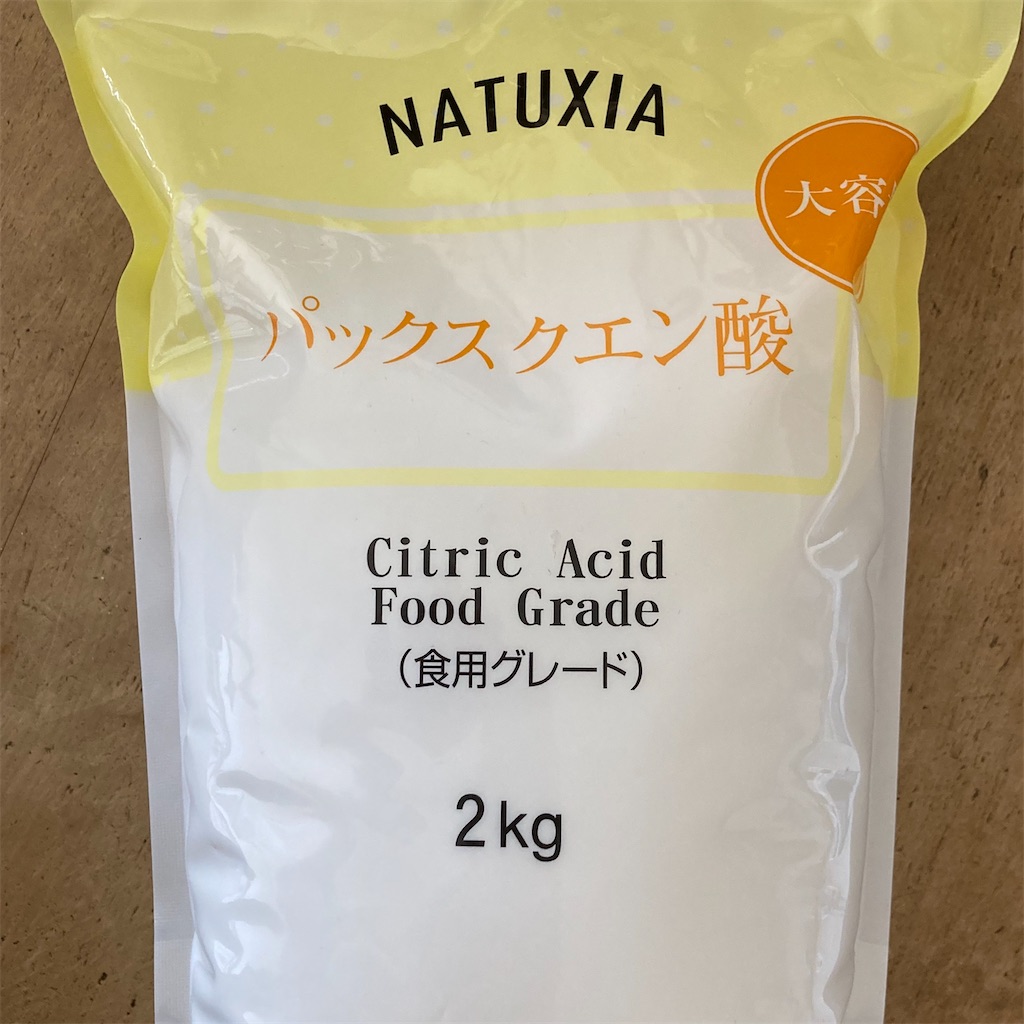 NATUXIA
大容
パックスクエン酸
Citric Acid
Food Grade
（食用グレード）
2kg